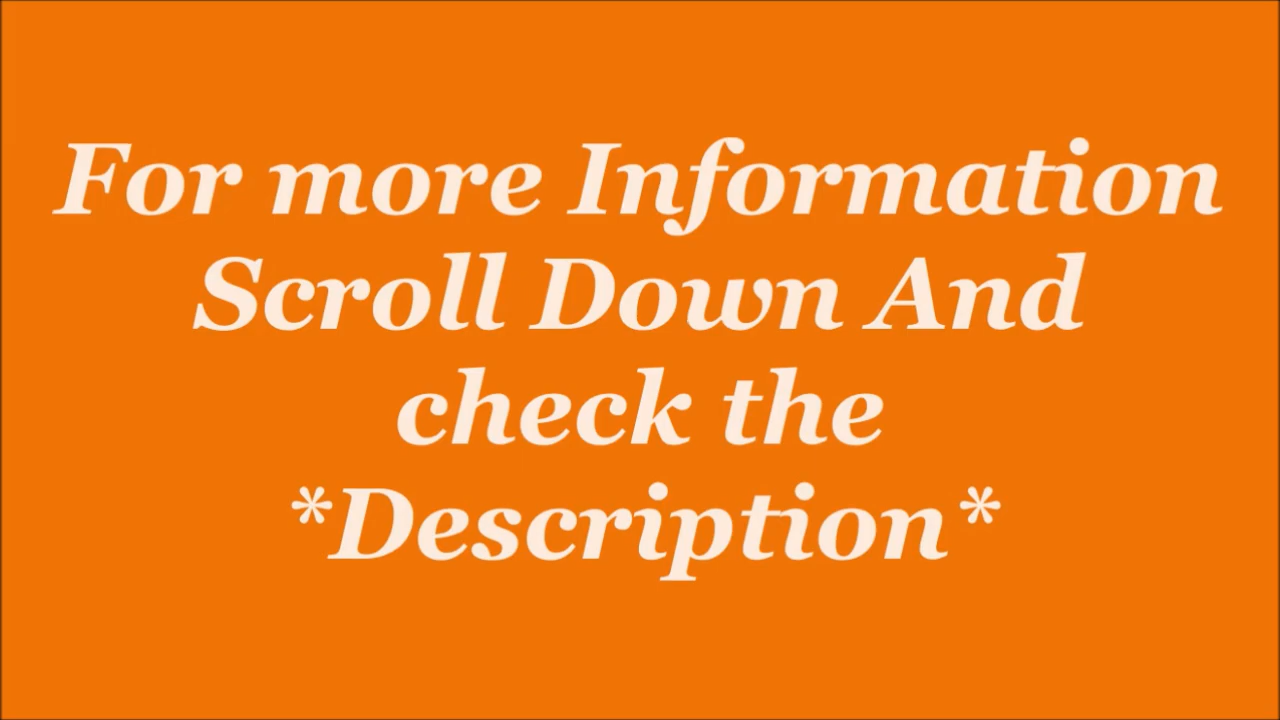 For more Information
Scroll Down And
check the
*Description*